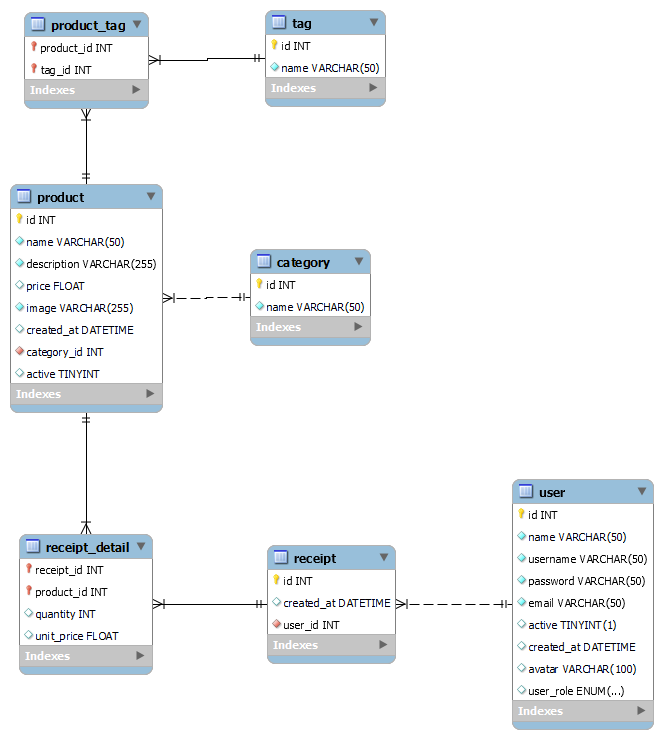 product_tag
product_id INT
tag_id INT
Indexes
tag
id INT
name VARCHAR(50)
Indexes
product
id INT
name VARCHAR(50)
description VARCHAR(255)
price FLOAT
image VARCHAR(255)
created_at DATETIME
category_id INT
active TINYINT
Indexes
category
id INT
name VARCHAR(50)
Indexes
receipt_detail
receipt_id INT
product_id INT
quantity INT
unit_price FLOAT
Indexes
receipt
id INT
created_at DATETIME
user_id INT
Indexes
user
id INT
name VARCHAR(50)
username VARCHAR(50)
password VARCHAR(50)
email VARCHAR(50)
active TINYINT(1)
created_at DATETIME
avatar VARCHAR(100)
user_role ENUM(...)
Indexes